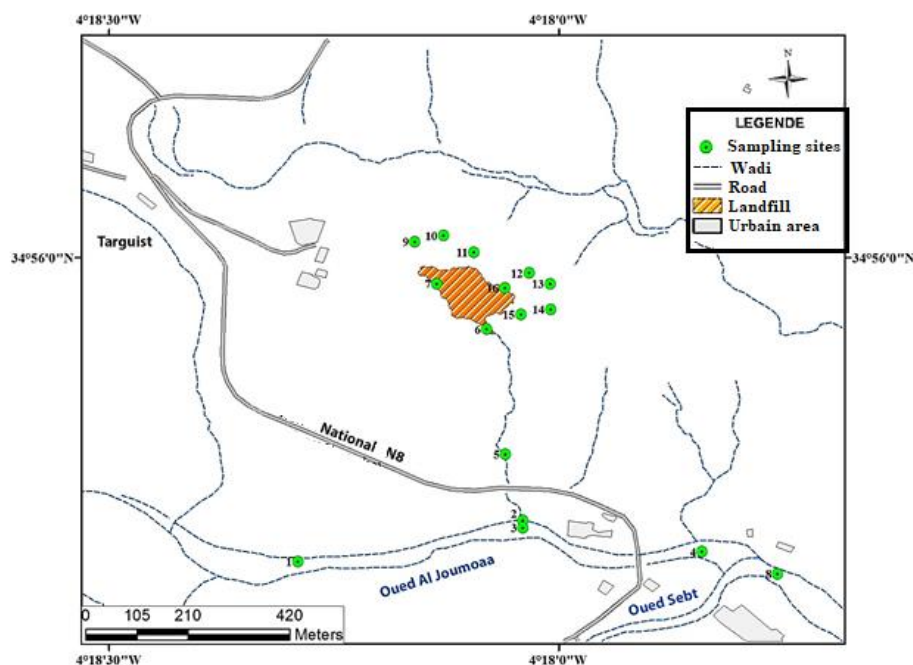 4°18'30"W 4°18'0"W
N
LEGENDE
Sampling sites
Wadi
Road
Landfill
Urbain area
Targuist
34°56'0"N 34°56'0"N
9 10
11
12
7 16 13
15 14
6
National N8
5
2
3
4
1
8
Oued Al Joumoaa
Oued Sebt
0 105 210 420
Meters
4°18'30"W 4°18'0"W